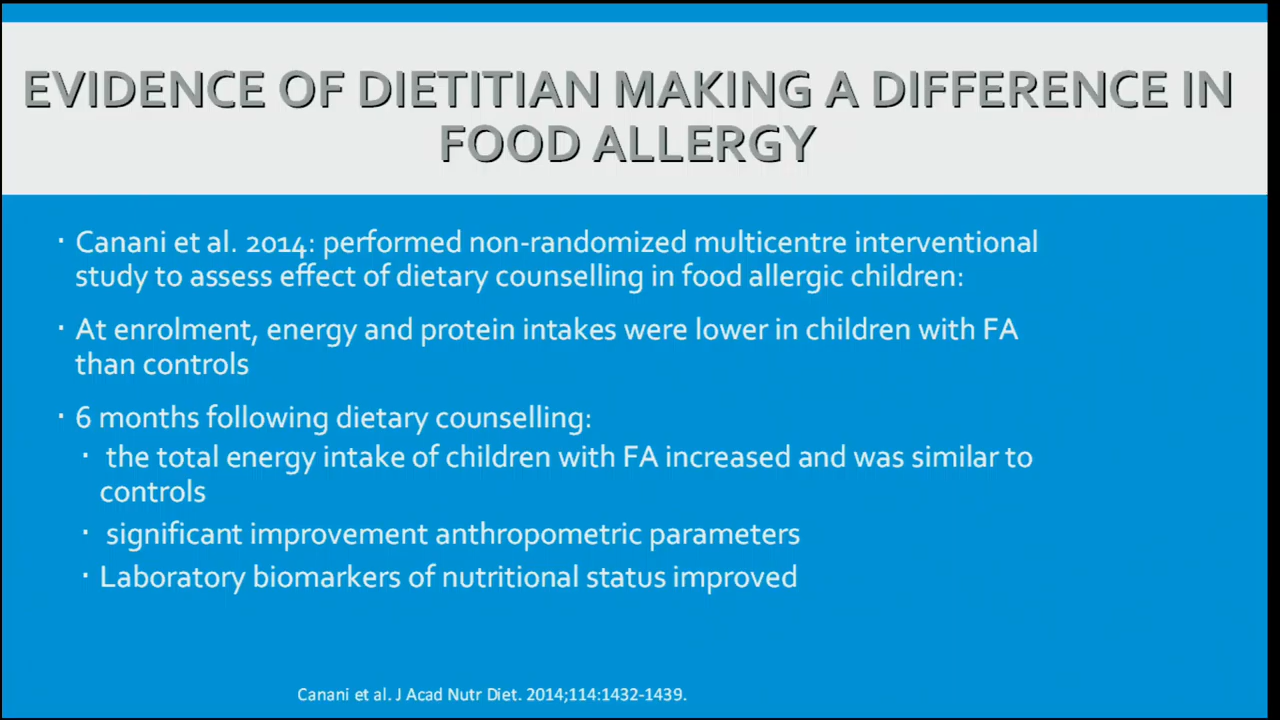 EVIDENCE OF DIETITIAN MAKING A DIFFERENCE IN
FOOD ALLERGY
· Canani et al. 2014: performed non-randomized multicentre interventional
study to assess effect of dietary counselling in food allergic children:
· At enrolment, energy and protein intakes were lower in children with FA
than controls
· 6 months following dietary counselling:
· the total energy intake of children with FA increased and was similar to
controls
· significant improvement anthropometric parameters
· Laboratory biomarkers of nutritional status improved
Canani et al. J Acad Nutr Diet. 2014;114:1432-1439.